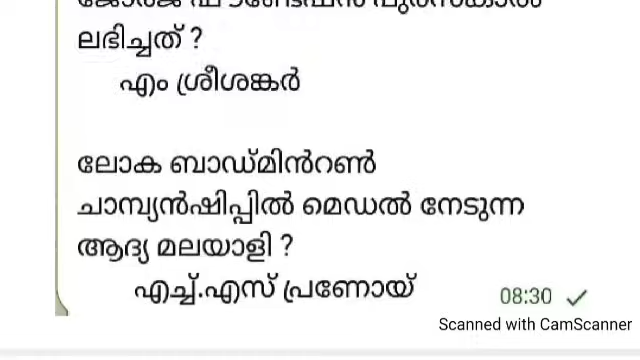 ലഭിച്ചത് ?
എം ശ്രീശങ്കർ
ലോക ബാഡ്മിൻറൺ
ചാമ്പ്യൻഷിപ്പിൽ മെഡൽ നേടുന്ന
ആദ്യ മലയാളി ?
എച്ച്.എസ് പ്രണോയ്
08:30
Scanned with CamScanner